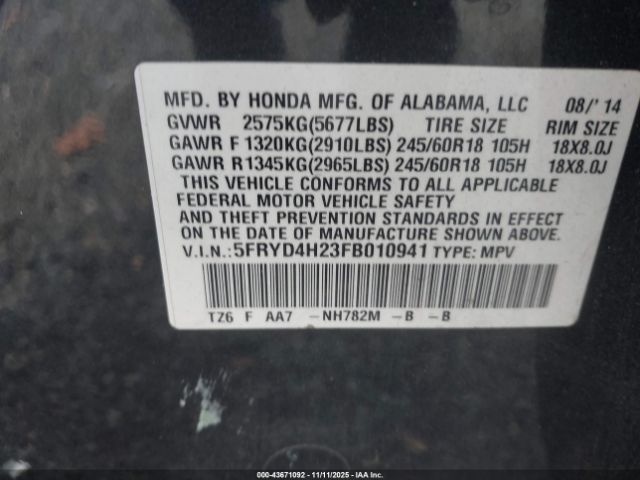 MFD. BY HONDA MFG. OF ALABAMA, LLC 08/'14
GVWR 2575KG(5677LBS) TIRE SIZE RIM SIZE
GAWR F 1320KG(2910LBS) 245/60R18 105H 18X8.0J
GAWR R 1345KG(2965LBS) 245/60R18 105H 18X8.0J
THIS VEHICLE CONFORMS TO ALL APPLICABLE
FEDERAL MOTOR VEHICLE SAFETY
AND THEFT PREVENTION STANDARDS IN EFFECT
ON THE DATE OF MANUFACTURE SHOWN ABOVE.
V.I.N.:5FRYD4H23FB010941 TYPE: MPV
TZ6 F AA7 -NH782M -B -B
000-43671092 - 11/11/2025 - IAA Inc.